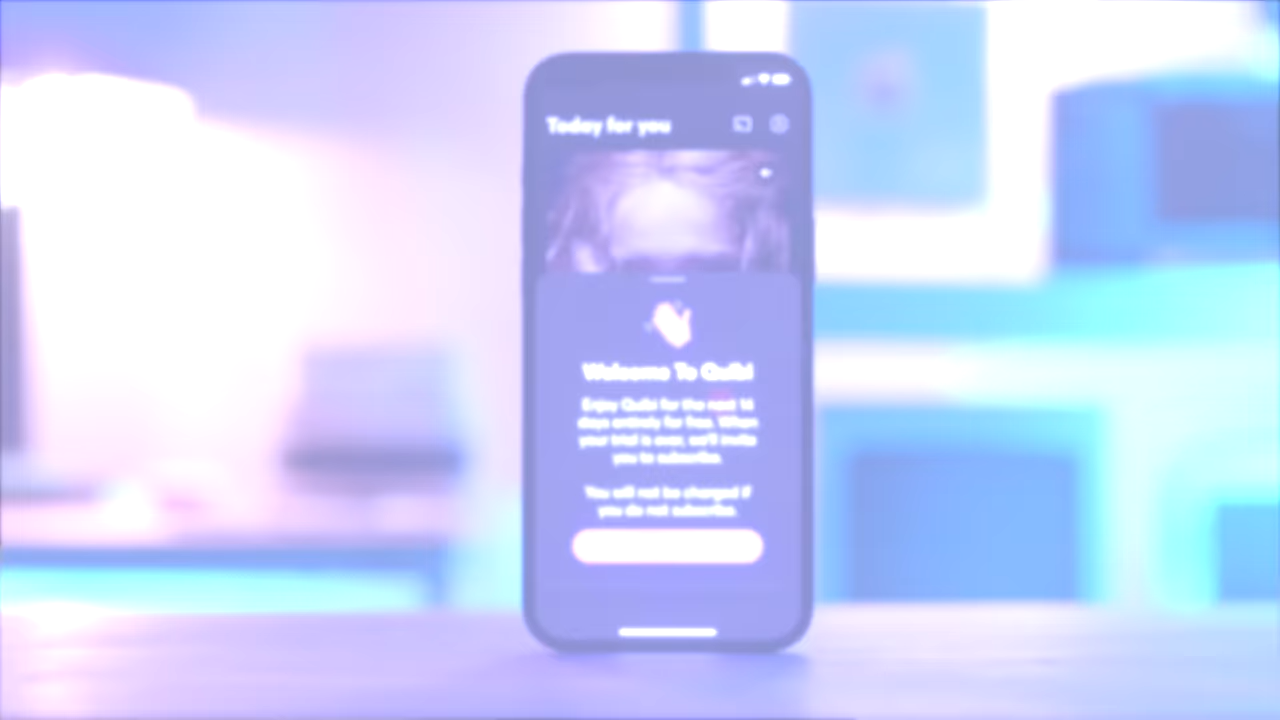 Today for you
Welcome To Quibi
Enjoy Quibi for the next 14
days entirely for free. When
your trial is over, we'll invite
you to subscribe.
You will not be charged if
you do not subscribe.